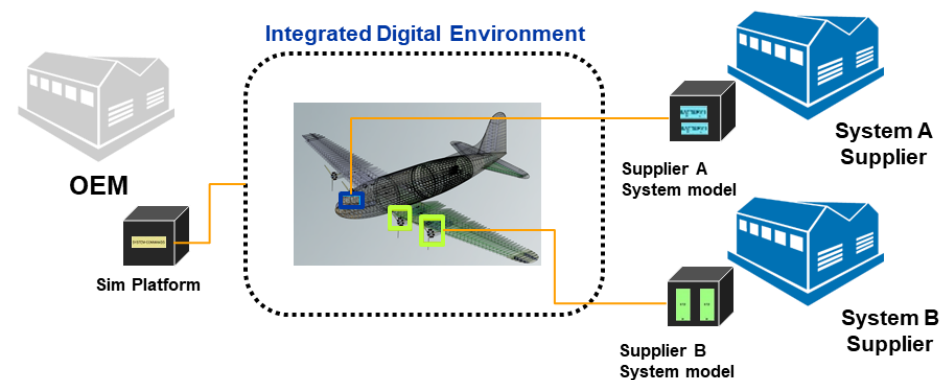 Integrated Digital Environment
OEM
Sim Platform
Supplier A
System model
System A
Supplier
Supplier B
System model
System B
Supplier